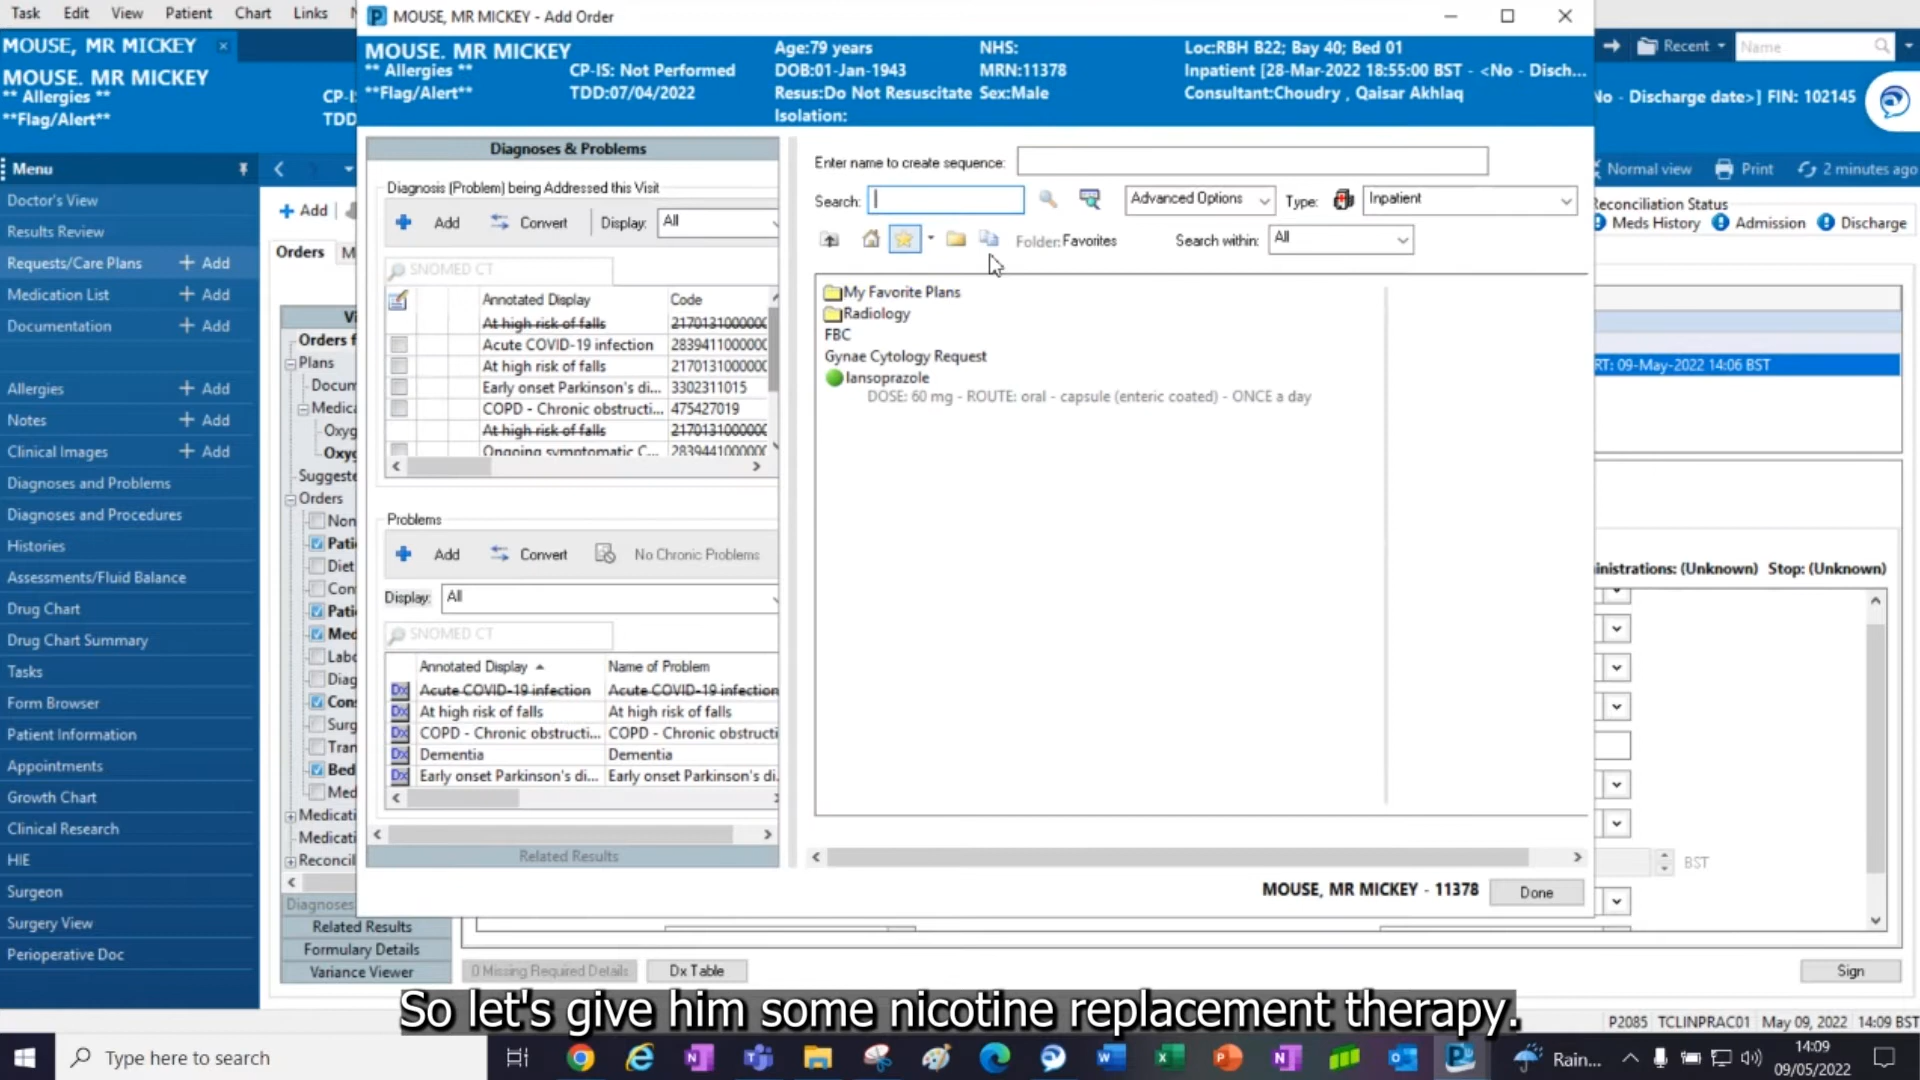 Task Edit View Patient Chart Links
MOUSE, MR MICKEY
MOUSE. MR MICKEY
** Allergies **
**Flag/Alert**
MOUSE, MR MICKEY - Add Order
MOUSE. MR MICKEY
** Allergies **
**Flag/Alert**
CP-IS: Not Performed
TDD:07/04/2022
Age:79 years
DOB:01-Jan-1943
Resus:Do Not Resuscitate
Isolation:
NHS:
MRN:11378
Sex:Male
Loc:RBH B22; Bay 40; Bed 01
Inpatient [28-Mar-2022 18:55:00 BST - <No - Disch...
Consultant:Choudry , Qaisar Akhlaq
Recent
Name
No - Discharge date>] FIN: 102145
Normal view Print 2 minutes ago
Reconciliation Status
Meds History Admission Discharge
Menu
Doctor's View
Results Review
Requests/Care Plans + Add
Medication List + Add
Documentation + Add
Allergies + Add
Notes + Add
Clinical Images + Add
Diagnoses and Problems
Diagnoses and Procedures
Histories
Assessments/Fluid Balance
Drug Chart
Drug Chart Summary
Tasks
Form Browser
Patient Information
Appointments
Growth Chart
Clinical Research
HIE
Surgeon
Surgery View
Perioperative Doc
+ Add
Orders
Plans
Orders
Related Results
Formulary Details
Variance Viewer
Diagnoses & Problems
Diagnosis (Problem) being Addressed this Visit
Add Convert Display: All
SNOMED CT
Annotated Display Code
At high risk of falls 2170131000000
Acute COVID-19 infection 2839411000000
At high risk of falls 2170131000000
Early onset Parkinson's di... 3302311015
COPD - Chronic obstructi... 475427019
At high risk of falls 2170131000000
Ongoing symptomatic C... 2839441000000
Problems
Add Convert No Chronic Problems
Display: All
SNOMED CT
Annotated Display Name of Problem
Acute COVID-19 infection Acute COVID-19 infection
At high risk of falls At high risk of falls
COPD - Chronic obstructi... COPD - Chronic obstructi
Dementia Dementia
Early onset Parkinson's di... Early onset Parkinson's di.
Related Results
Enter name to create sequence:
Search: Advanced Options Type: Inpatient
Folder: Favorites Search within: All
My Favorite Plans
Radiology
FBC
Gynae Cytology Request
lansoprazole
DOSE: 60 mg - ROUTE: oral - capsule (enteric coated) - ONCE a day
MOUSE, MR MICKEY - 11378 Done
RT: 09-May-2022 14:06 BST
inistrations: (Unknown) Stop: (Unknown)
BST
0 Missing Required Details Dx Table Sign
So let's give him some nicotine replacement therapy.
P2085 TCLINPRAC01 May 09, 2022 14:09 BST
Type here to search
Rain...
14:09
09/05/2022